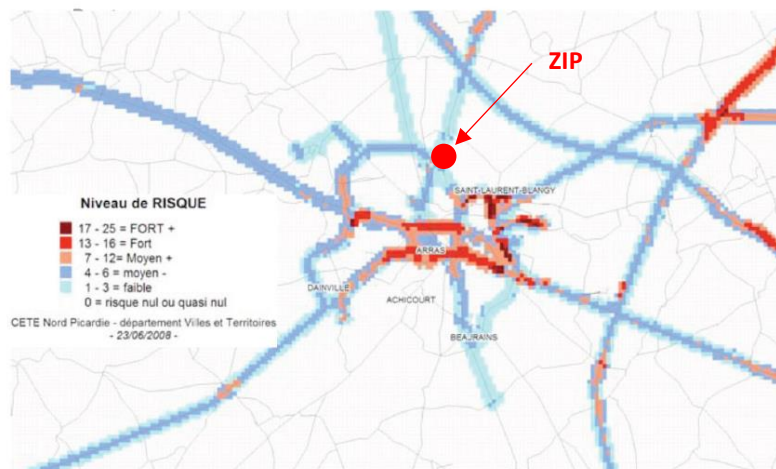 ZIP
SAINT-LAURENT-BLANGY
Niveau de RISQUE
17 - 25 = FORT +
13 - 16 = Fort
7 - 12= Moyen +
4 - 6 = moyen -
1 - 3 = faible
0 = risque nul ou quasi nul
CETE Nord Picardie - département Villes et Territoires
- 23/06/2008 -
ARRAS
DAINVILLE
ACHICOURT
BEAURAINS